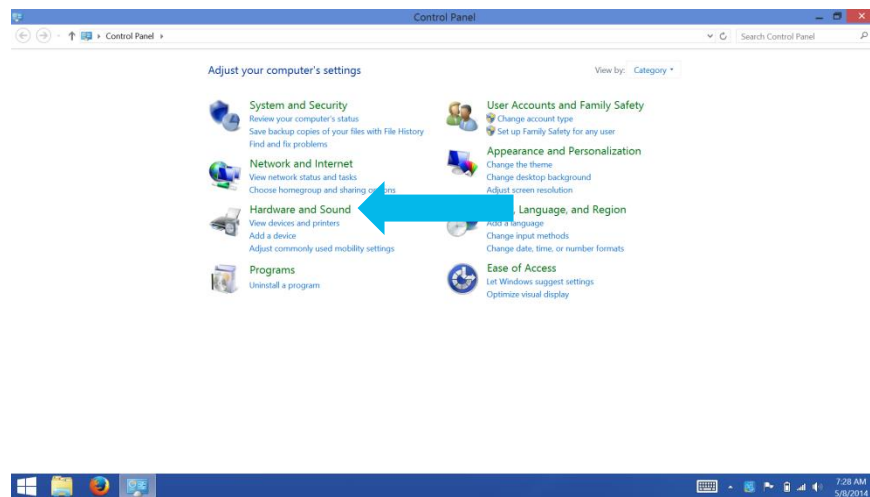 Control Panel
Control Panel
Search Control Panel
Adjust your computer's settings
View by: Category
System and Security
Review your computer's status
Save backup copies of your files with File History
Find and fix problems
Network and Internet
View network status and tasks
Choose homegroup and sharing
Hardware and Sound
View devices and printers
Add a device
Adjust commonly used mobility settings
Programs
Uninstall a program
User Accounts and Family Safety
Change account type
Set up Family Safety for any user
Appearance and Personalization
Change the theme
Change desktop background
Adjust screen resolution
Language, and Region
Add a language
Change input methods
Change date, time, or number formats
Ease of Access
Let Windows suggest settings
Optimize visual display
7:28 AM
5/8/2014